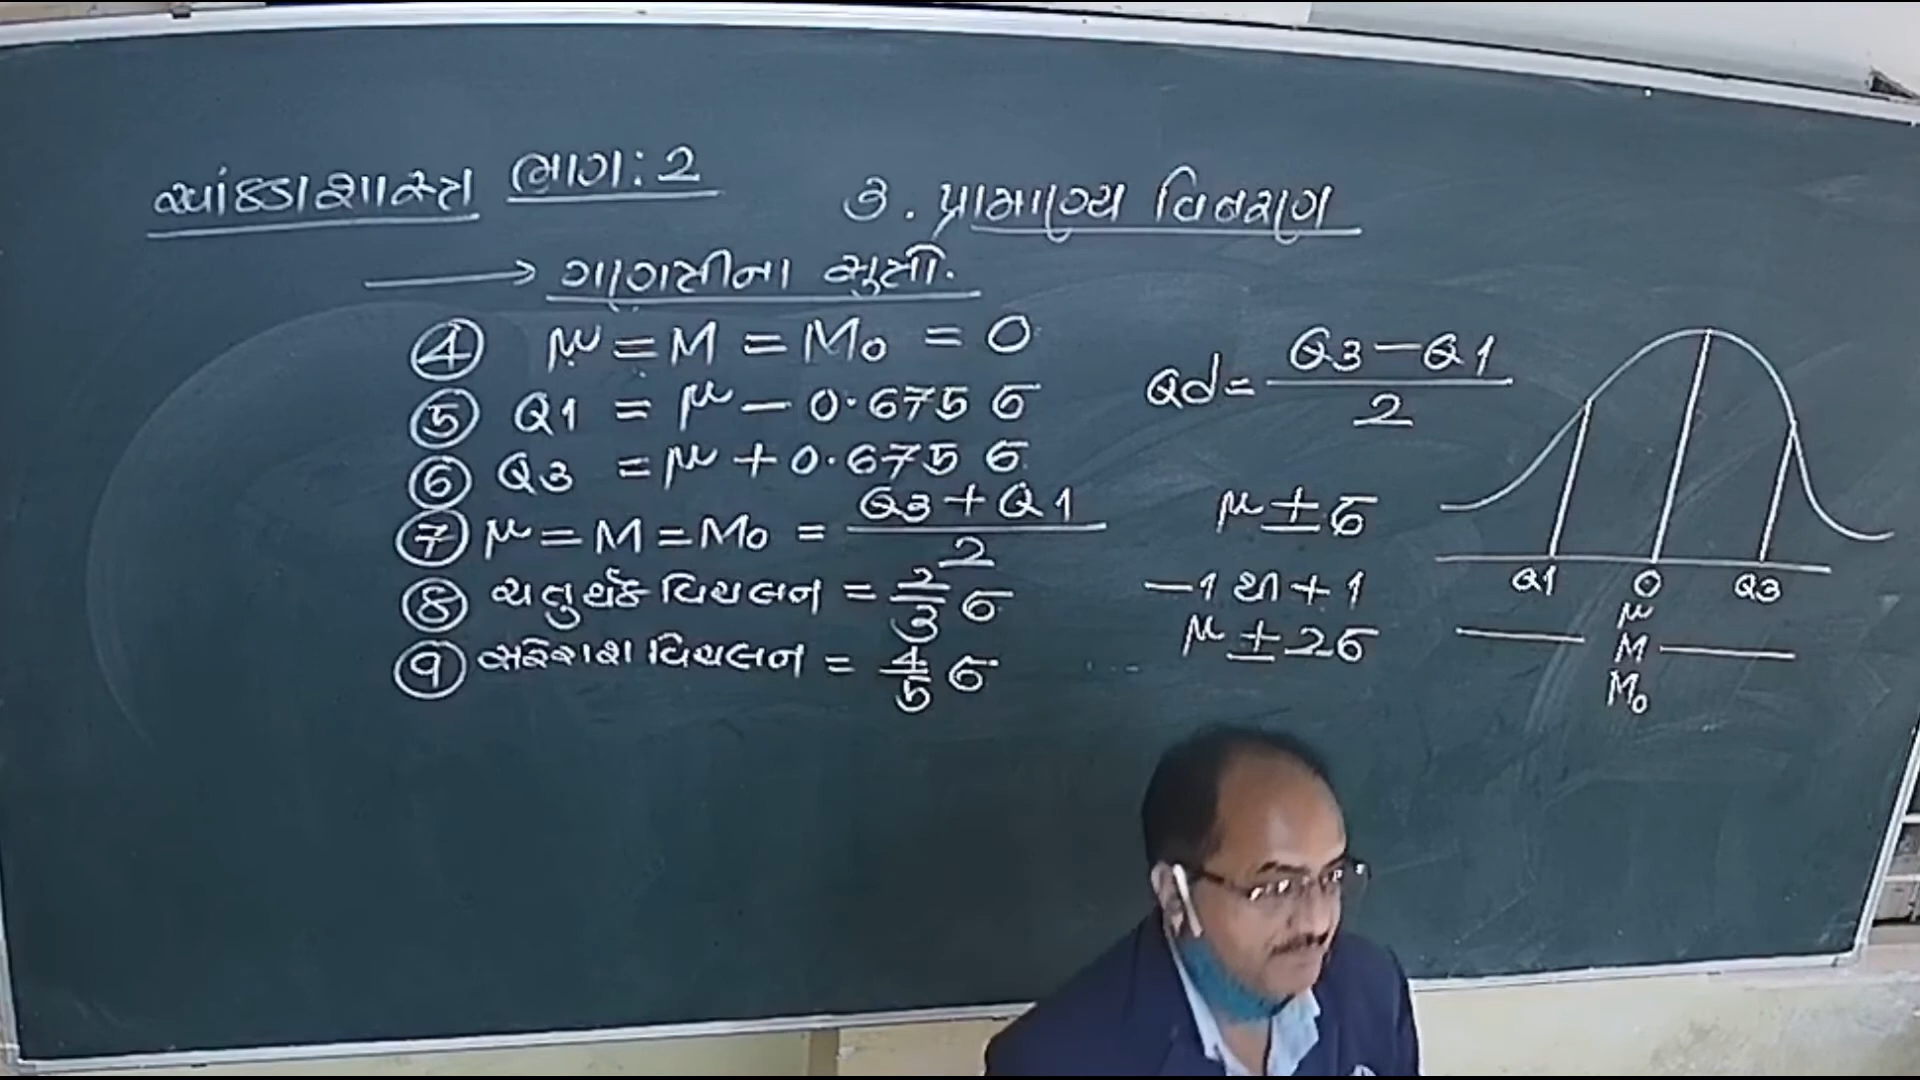 આંકડાશાસ્ત્ર ભાગ:2
3. પ્રામાણ્ય વિતરણ
→ ગાણિતીના સૂત્રો.
④ μ = M = Mo = 0
⑤ Q1 = μ - 0.675 σ
⑥ Q3 = μ + 0.675 σ
⑦ μ = M = Mo = (Q3 + Q1) / 2
⑧ ચતુર્થક વિચલન = 2/3 σ
⑨ સરેરાશ વિચલન = 4/5 σ
Qd = (Q3 - Q1) / 2
μ ± σ
-1 થી + 1
μ ± 2σ
Q1 0 Q3
μ
M
Mo